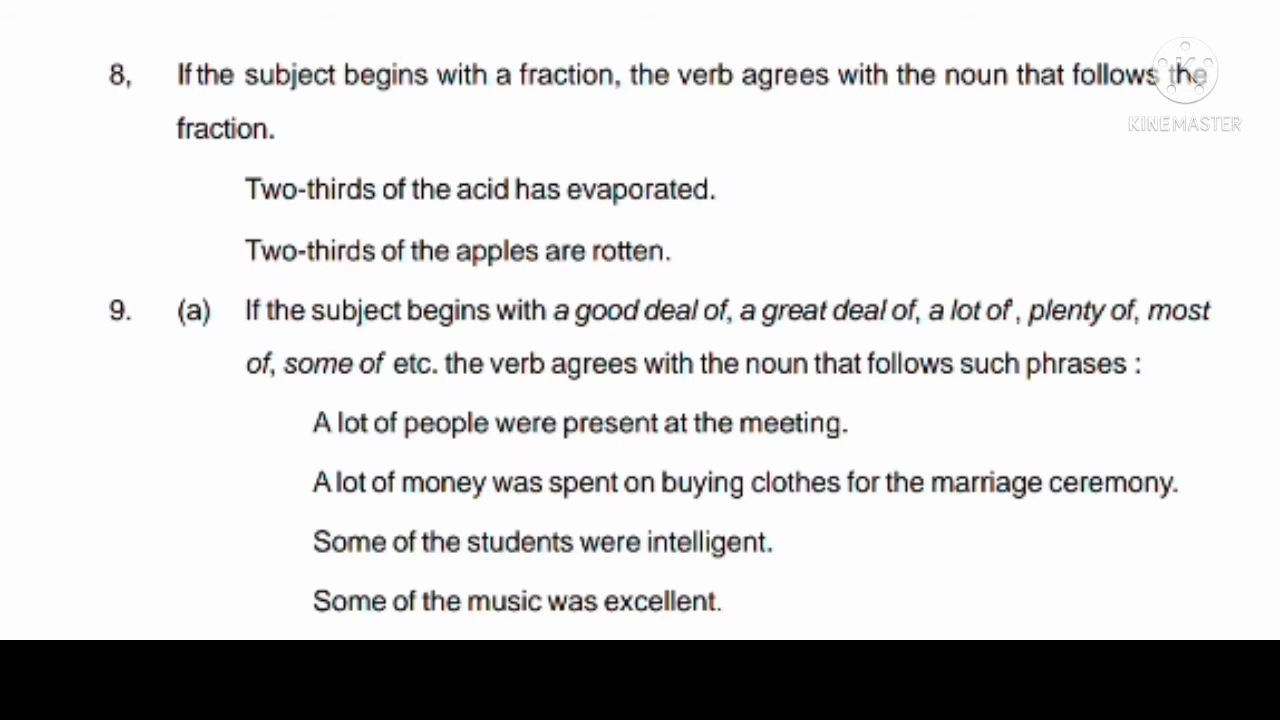 8, If the subject begins with a fraction, the verb agrees with the noun that follows the
fraction.
KINEMASTER
Two-thirds of the acid has evaporated.
Two-thirds of the apples are rotten.
9. (a) If the subject begins with a good deal of, a great deal of, a lot of, plenty of, most
of, some of etc. the verb agrees with the noun that follows such phrases :
A lot of people were present at the meeting.
A lot of money was spent on buying clothes for the marriage ceremony.
Some of the students were intelligent.
Some of the music was excellent.